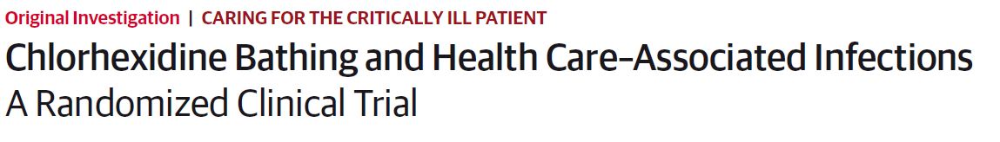 Original Investigation | CARING FOR THE CRITICALLY ILL PATIENT
Chlorhexidine Bathing and Health Care–Associated Infections
A Randomized Clinical Trial